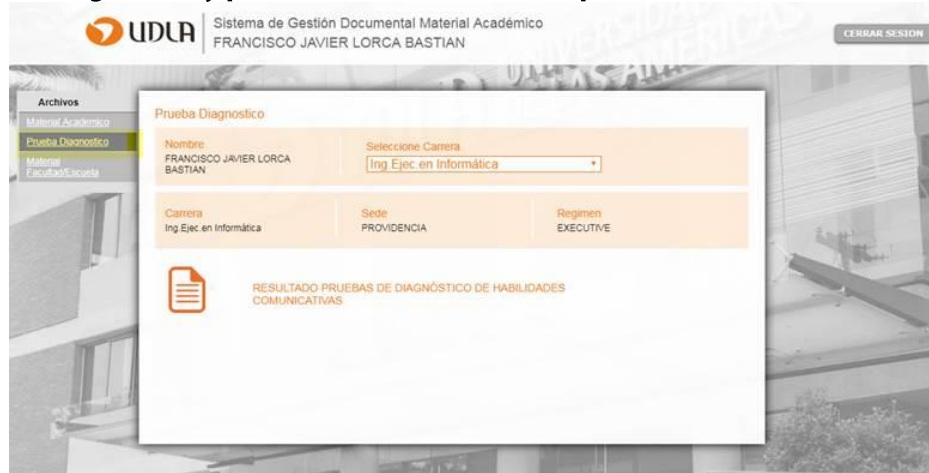 UDLA
Sistema de Gestión Documental Material Académico
FRANCISCO JAVIER LORCA BASTIAN
CERRAR SESION
Archivos
Material Academico
Prueba Diagnostico
Material
Facultad/Escuela
Prueba Diagnostico
Nombre
FRANCISCO JAVIER LORCA
BASTIAN
Seleccione Carrera
Ing.Ejec.en Informática
Carrera
Ing.Ejec.en Informática
Sede
PROVIDENCIA
Regimen
EXECUTIVE
RESULTADO PRUEBAS DE DIAGNÓSTICO DE HABILIDADES
COMUNICATIVAS